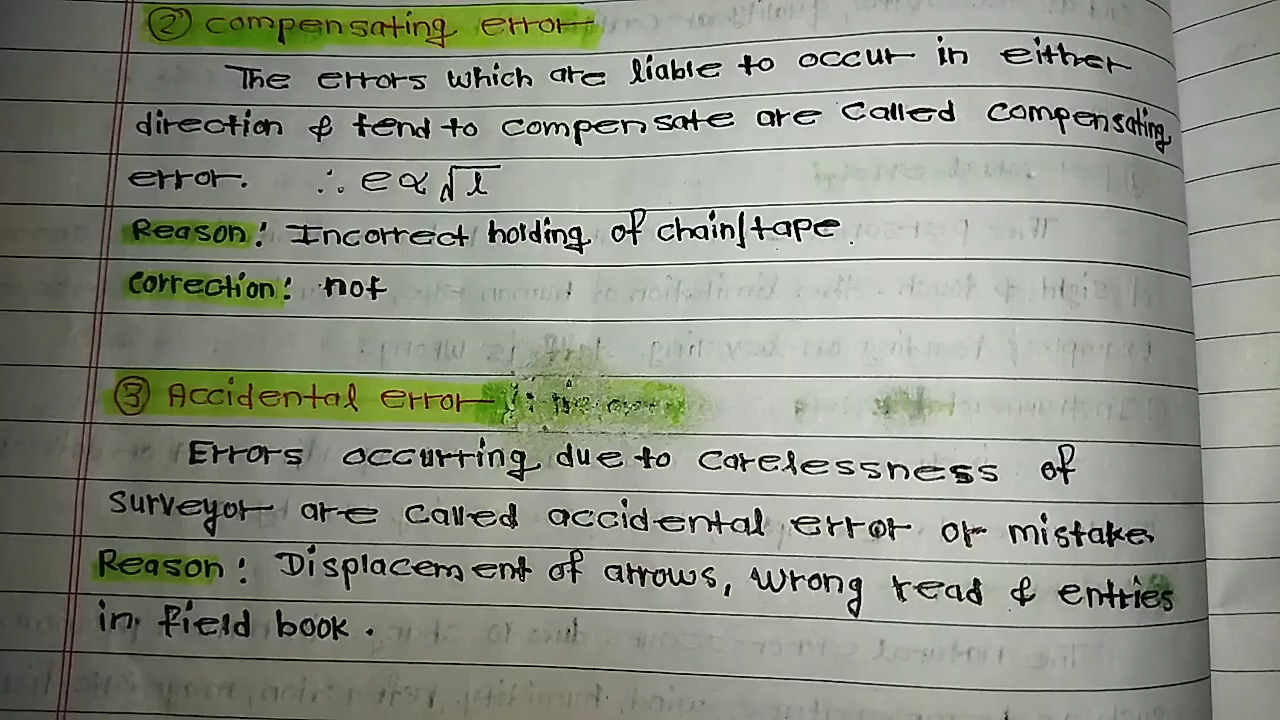 ② Compensating error
The errors which are liable to occur in either
direction & tend to compensate are called compensating
error. ∴ e ∝ √l
Reason: Incorrect holding of chain/tape.
Correction: not
③ Accidental error
Errors occurring due to carelessness of
surveyor are called accidental error or mistake
Reason: Displacement of arrows, wrong read & entries
in field book.